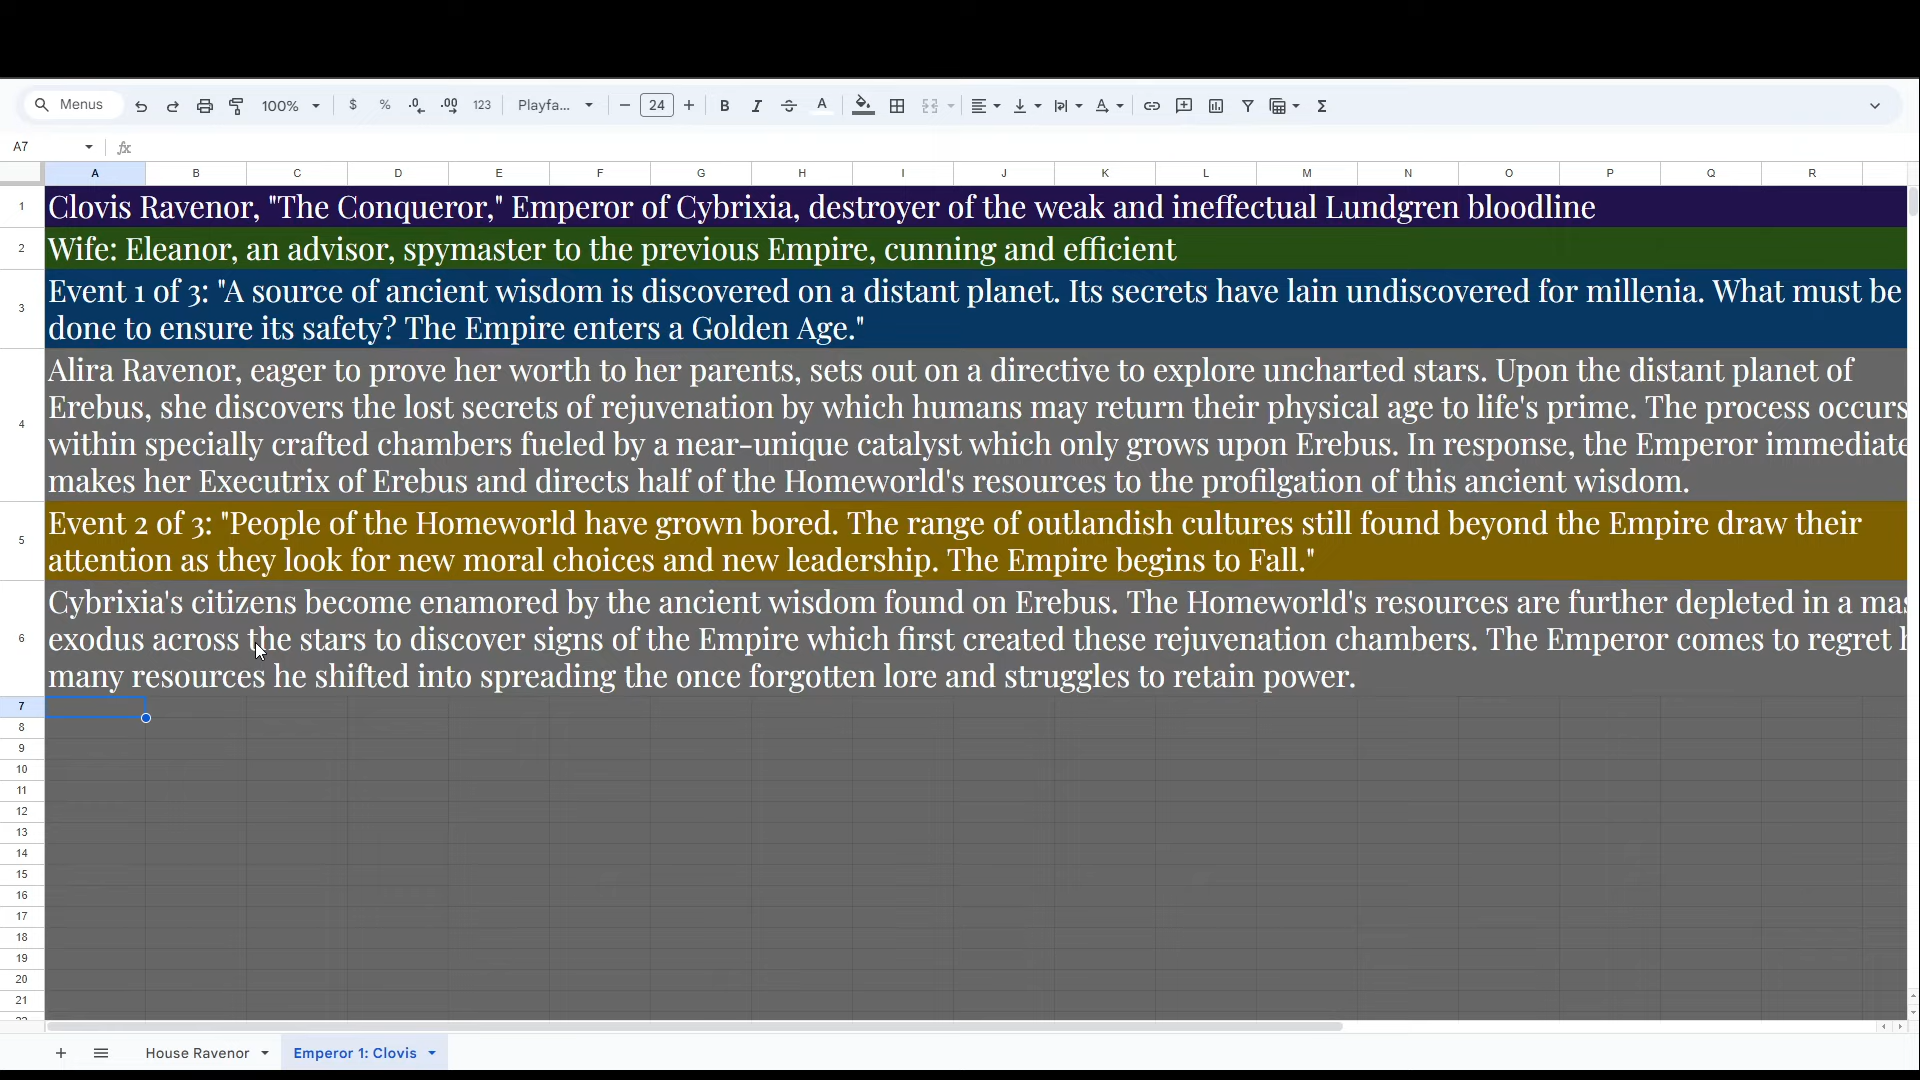 Menus
100%
$
%
.0
.00
123
Playfa...
24
B
I
A
Σ
A7
fx
A B C D E F G H I J K L M N O P Q R
1 Clovis Ravenor, "The Conqueror," Emperor of Cybrixia, destroyer of the weak and ineffectual Lundgren bloodline
2 Wife: Eleanor, an advisor, spymaster to the previous Empire, cunning and efficient
3 Event 1 of 3: "A source of ancient wisdom is discovered on a distant planet. Its secrets have lain undiscovered for millenia. What must be
done to ensure its safety? The Empire enters a Golden Age."
4 Alira Ravenor, eager to prove her worth to her parents, sets out on a directive to explore uncharted stars. Upon the distant planet of
Erebus, she discovers the lost secrets of rejuvenation by which humans may return their physical age to life's prime. The process occurs
within specially crafted chambers fueled by a near-unique catalyst which only grows upon Erebus. In response, the Emperor immediate
makes her Executrix of Erebus and directs half of the Homeworld's resources to the profilgation of this ancient wisdom.
5 Event 2 of 3: "People of the Homeworld have grown bored. The range of outlandish cultures still found beyond the Empire draw their
attention as they look for new moral choices and new leadership. The Empire begins to Fall."
6 Cybrixia's citizens become enamored by the ancient wisdom found on Erebus. The Homeworld's resources are further depleted in a mas
exodus across the stars to discover signs of the Empire which first created these rejuvenation chambers. The Emperor comes to regret
many resources he shifted into spreading the once forgotten lore and struggles to retain power.
7
8
9
10
11
12
13
14
15
16
17
18
19
20
21
House Ravenor
Emperor 1: Clovis